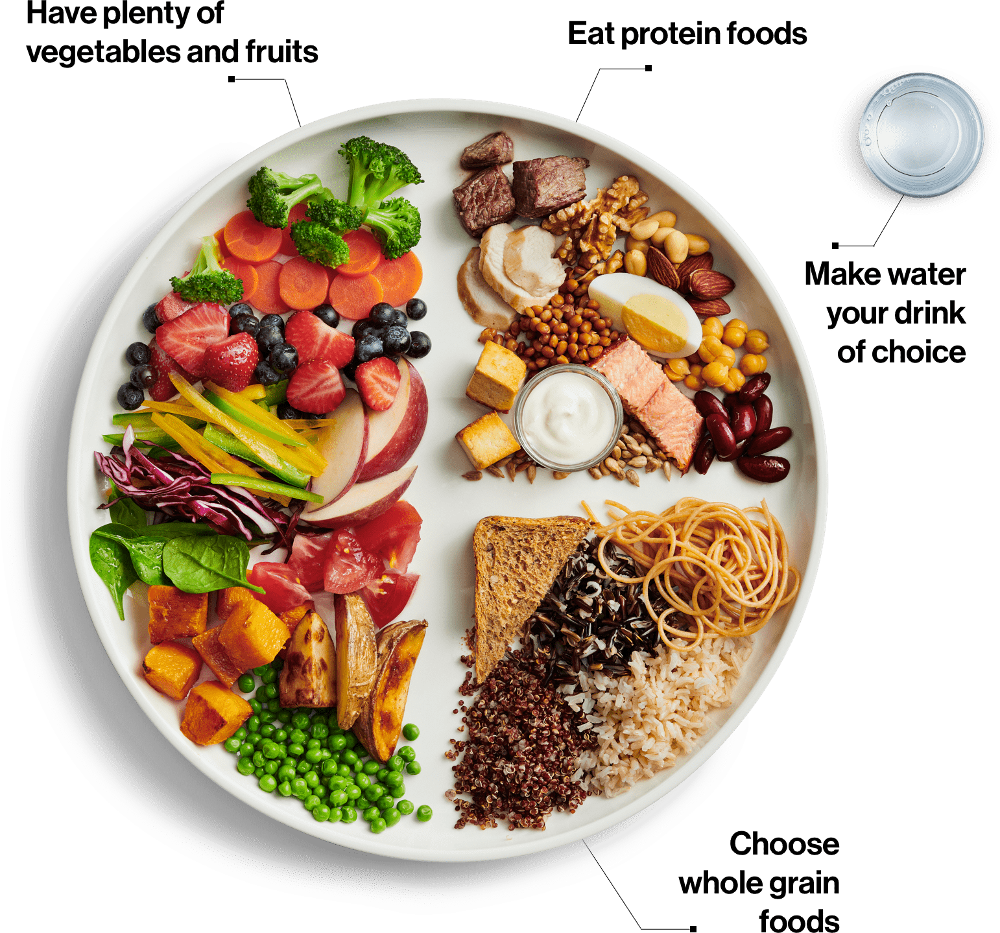 Have plenty of
vegetables and fruits
Eat protein foods
Make water
your drink
of choice
Choose
whole grain
foods